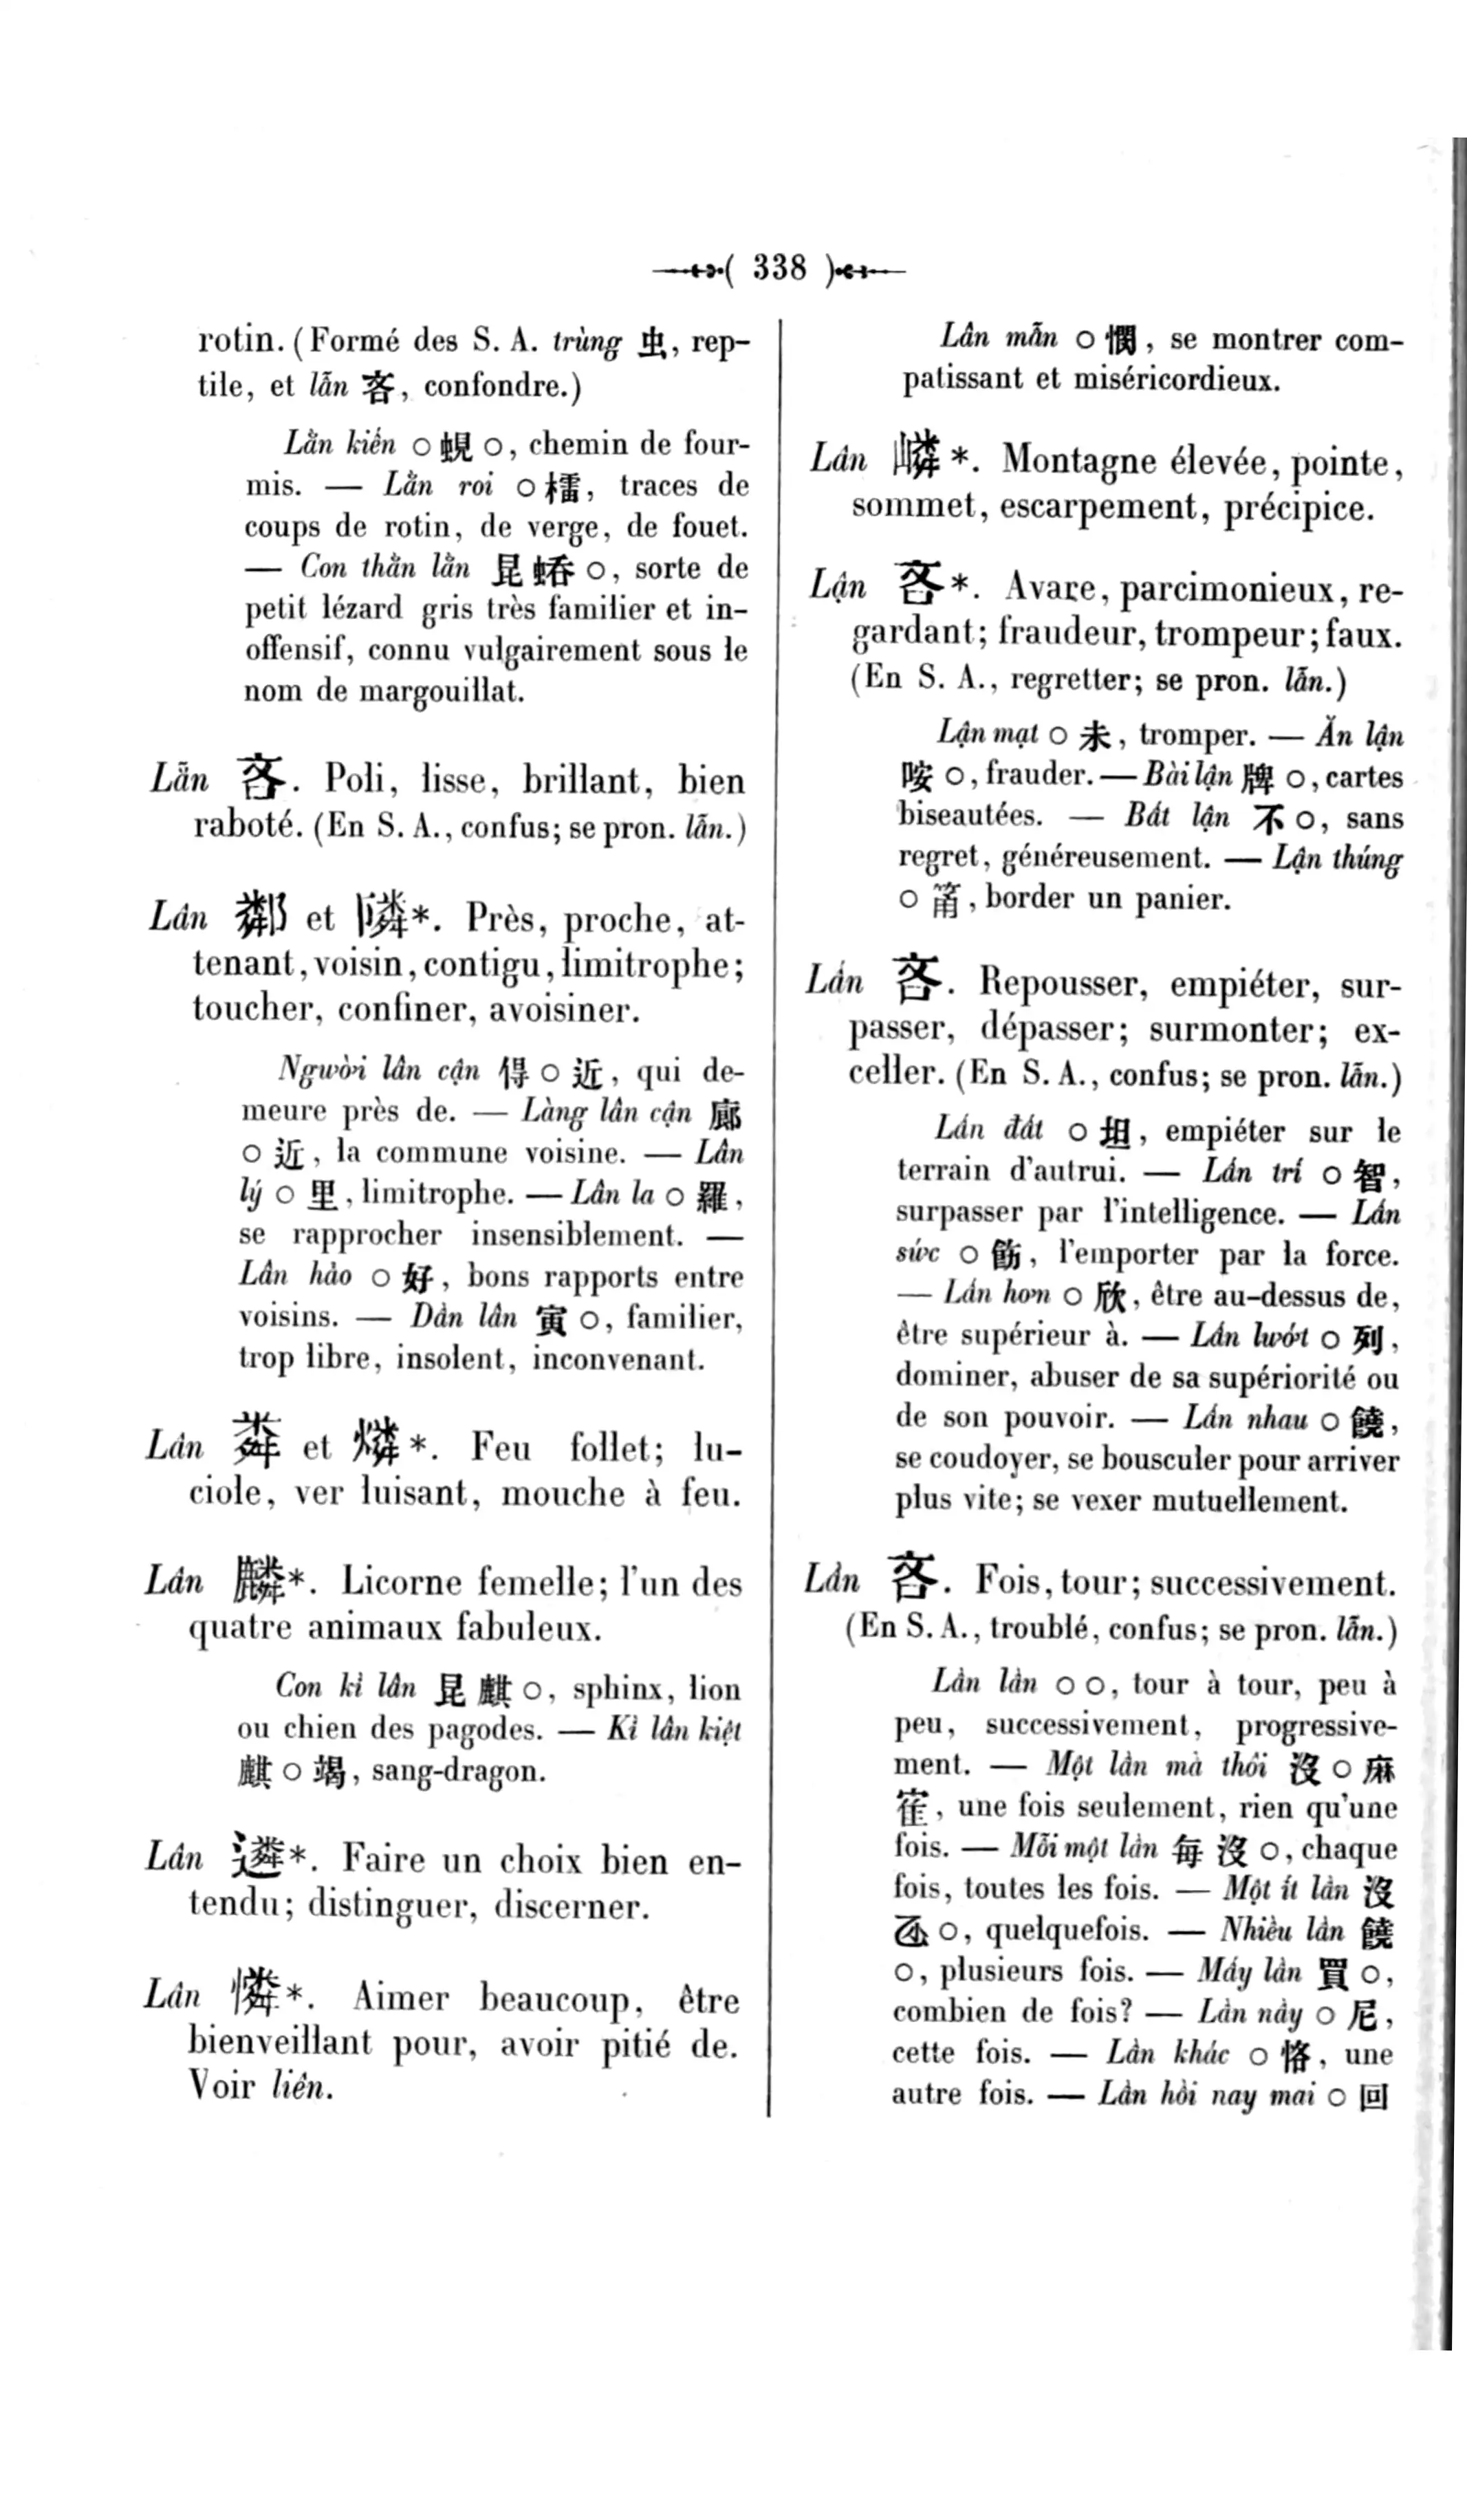 ( 338 )
rotin. (Formé des S. A. trùng 虫, rep-
tile, et lẫn 吝, confondre.)
Lằn kiến ○ 蜆 ○, chemin de four-
mis. — Lằn roi ○ 檑, traces de
coups de rotin, de verge, de fouet.
— Con thằn lằn 昆 蛼 ○, sorte de
petit lézard gris très familier et in-
offensif, connu vulgairement sous le
nom de margouillat.
Lẵn 吝. Poli, lisse, brillant, bien
raboté. (En S. A., confus; se pron. lẫn.)
Lân 鄰 et 隣*. Près, proche, at-
tenant, voisin, contigu, limitrophe;
toucher, confiner, avoisiner.
Người lân cận 得 ○ 近, qui de-
meure près de. — Làng lân cận 廊
○ 近, la commune voisine. — Lân
lý ○ 里, limitrophe. — Lân la ○ 羅,
se rapprocher insensiblement. —
Lân hảo ○ 好, bons rapports entre
voisins. — Dần lân 寅 ○, familier,
trop libre, insolent, inconvenant.
Lân 粦 et 燐*. Feu follet; lu-
ciole, ver luisant, mouche à feu.
Lân 麟*. Licorne femelle; l'un des
quatre animaux fabuleux.
Con kì lân 昆 麒 ○, sphinx, lion
ou chien des pagodes. — Kì lân kiệt
麒 ○ 竭, sang-dragon.
Lân 遴*. Faire un choix bien en-
tendu; distinguer, discerner.
Lân 憐*. Aimer beaucoup, être
bienveillant pour, avoir pitié de.
Voir liên.
Lân mẫn ○ 憫, se montrer com-
patissant et miséricordieux.
Lân 嶙*. Montagne élevée, pointe,
sommet, escarpement, précipice.
Lận 吝*. Avare, parcimonieux, re-
gardant; fraudeur, trompeur; faux.
(En S. A., regretter; se pron. lẫn.)
Lận mạt ○ 未, tromper. — Ăn lận
咹 ○, frauder. — Bài lận 牌 ○, cartes
biseautées. — Bất lận 不 ○, sans
regret, généreusement. — Lận thúng
○ 筩, border un panier.
Lấn 吝. Repousser, empiéter, sur-
passer, dépasser; surmonter; ex-
celler. (En S. A., confus; se pron. lẫn.)
Lấn đất ○ 坦, empiéter sur le
terrain d'autrui. — Lấn trí ○ 智,
surpasser par l'intelligence. — Lấn
sức ○ 飭, l'emporter par la force.
— Lấn hơn ○ 欣, être au-dessus de,
être supérieur à. — Lấn lướt ○ 列,
dominer, abuser de sa supériorité ou
de son pouvoir. — Lấn nhau ○ 饒,
se coudoyer, se bousculer pour arriver
plus vite; se vexer mutuellement.
Lần 吝. Fois, tour; successivement.
(En S. A., troublé, confus; se pron. lẫn.)
Lần lần ○ ○, tour à tour, peu à
peu, successivement, progressive-
ment. — Một lần mà thôi 沒 ○ 麻
, une fois seulement, rien qu'une
fois. — Mỗi một lần 每 沒 ○, chaque
fois, toutes les fois. — Một ít lần 沒
○, quelquefois. — Nhiều lần 饒
○, plusieurs fois. — Mấy lần 買 ○,
combien de fois? — Lần nầy ○ 尼,
cette fois. — Lần khác ○ 恪, une
autre fois. — Lần hồi nay mai ○ 回